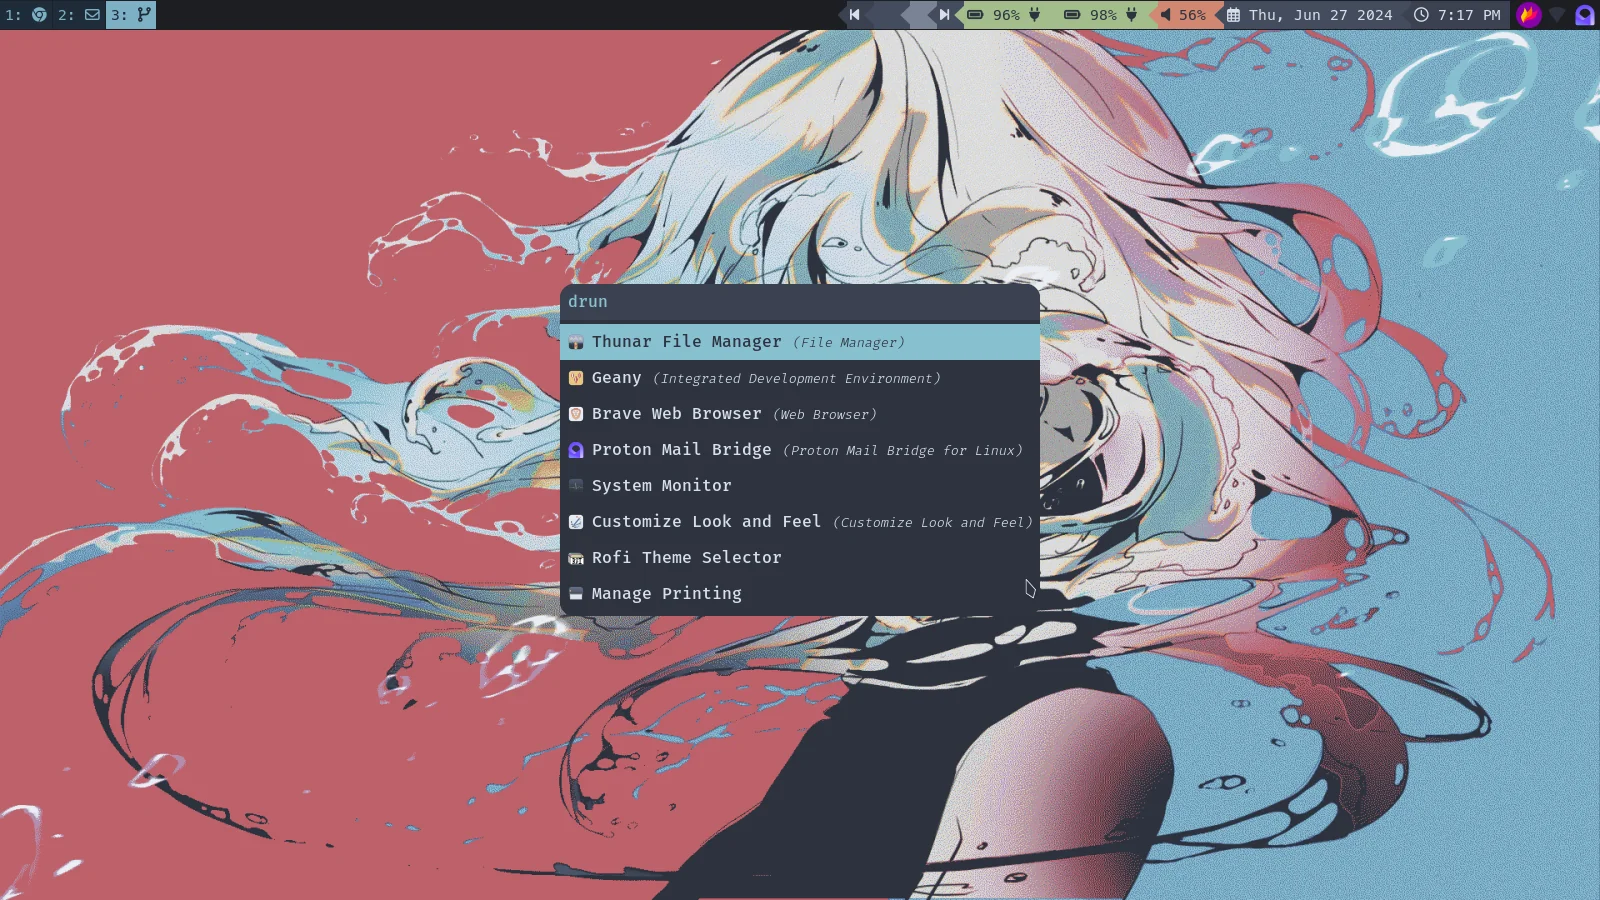 1: 2: 3: 96% 98% 56% Thu, Jun 27 2024 7:17 PM
drun
Thunar File Manager (File Manager)
Geany (Integrated Development Environment)
Brave Web Browser (Web Browser)
Proton Mail Bridge (Proton Mail Bridge for Linux)
System Monitor
Customize Look and Feel (Customize Look and Feel)
Rofi Theme Selector
Manage Printing